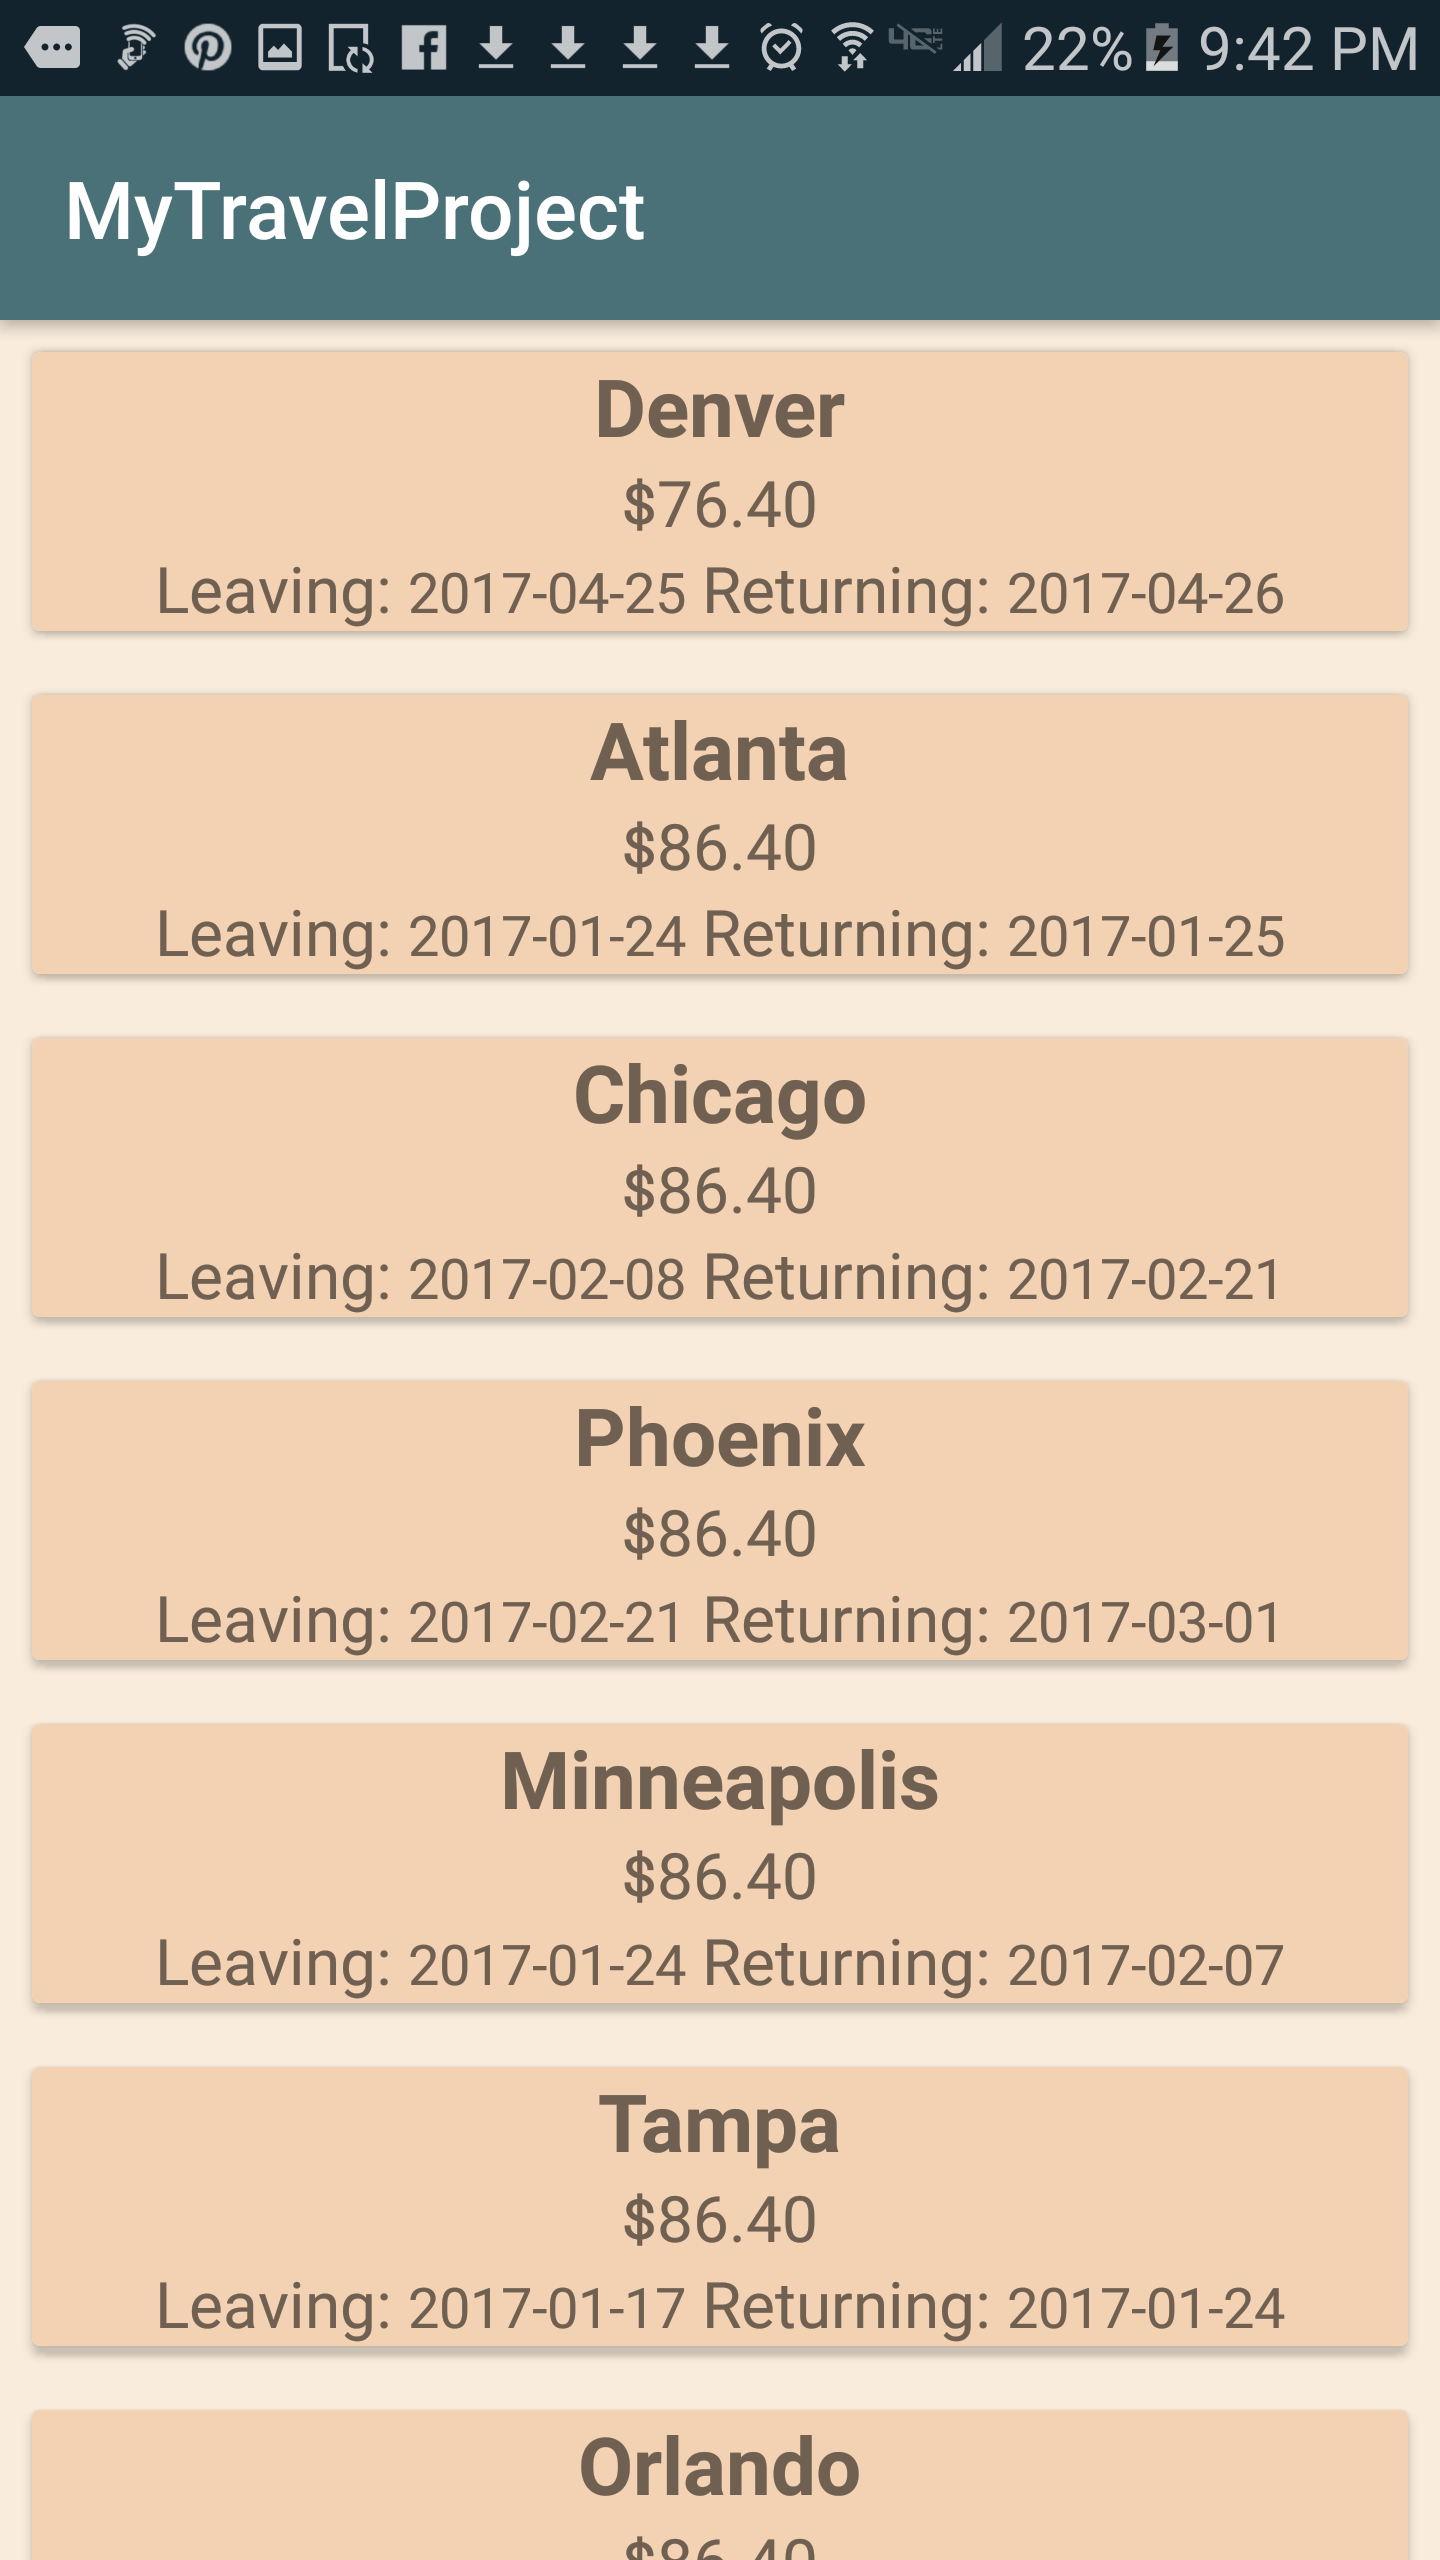 22% 9:42 PM
MyTravelProject
Denver
$76.40
Leaving: 2017-04-25 Returning: 2017-04-26
Atlanta
$86.40
Leaving: 2017-01-24 Returning: 2017-01-25
Chicago
$86.40
Leaving: 2017-02-08 Returning: 2017-02-21
Phoenix
$86.40
Leaving: 2017-02-21 Returning: 2017-03-01
Minneapolis
$86.40
Leaving: 2017-01-24 Returning: 2017-02-07
Tampa
$86.40
Leaving: 2017-01-17 Returning: 2017-01-24
Orlando
$86.40